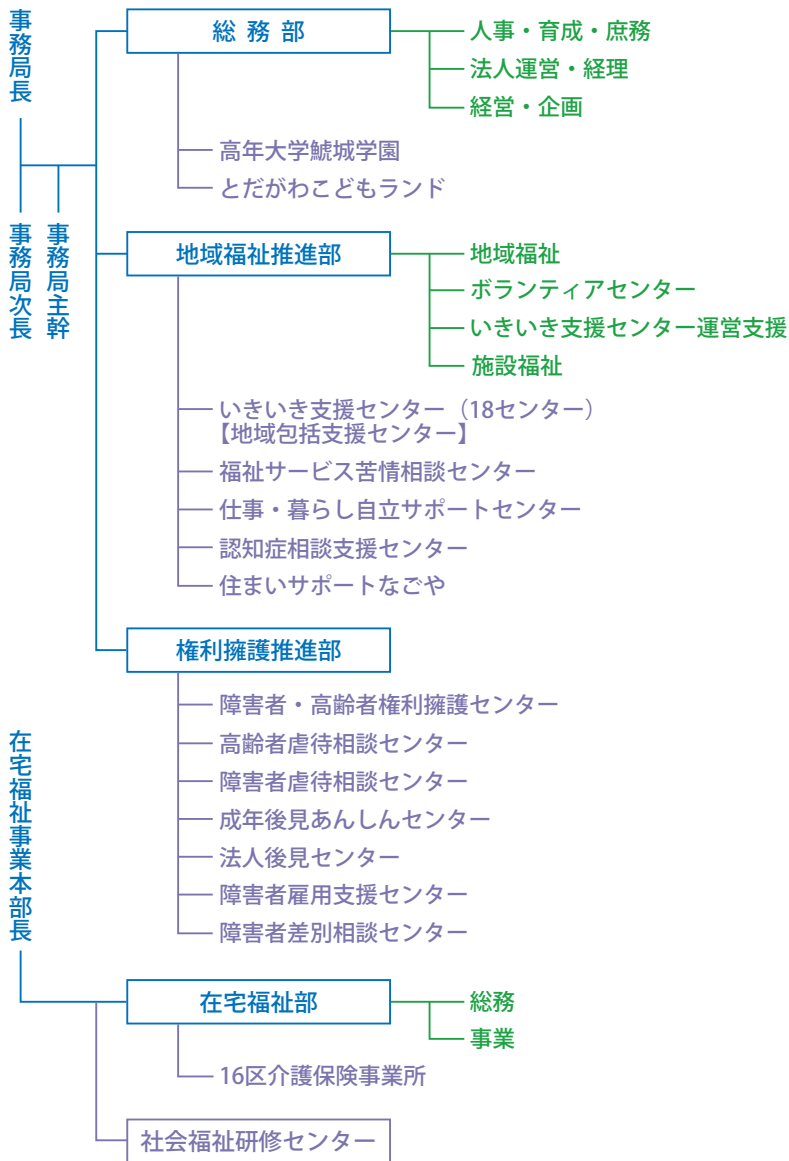 事務局長
事務局次長
事務局主幹
総務部
人事・育成・庶務
法人運営・経理
経営・企画
高年大学鯱城学園
とだがわこどもランド
地域福祉推進部
地域福祉
ボランティアセンター
いきいき支援センター運営支援
施設福祉
いきいき支援センター（18センター）
【地域包括支援センター】
福祉サービス苦情相談センター
仕事・暮らし自立サポートセンター
認知症相談支援センター
住まいサポートなごや
権利擁護推進部
障害者・高齢者権利擁護センター
高齢者虐待相談センター
障害者虐待相談センター
成年後見あんしんセンター
法人後見センター
障害者雇用支援センター
障害者差別相談センター
在宅福祉事業本部長
在宅福祉部
総務
事業
16区介護保険事業所
社会福祉研修センター